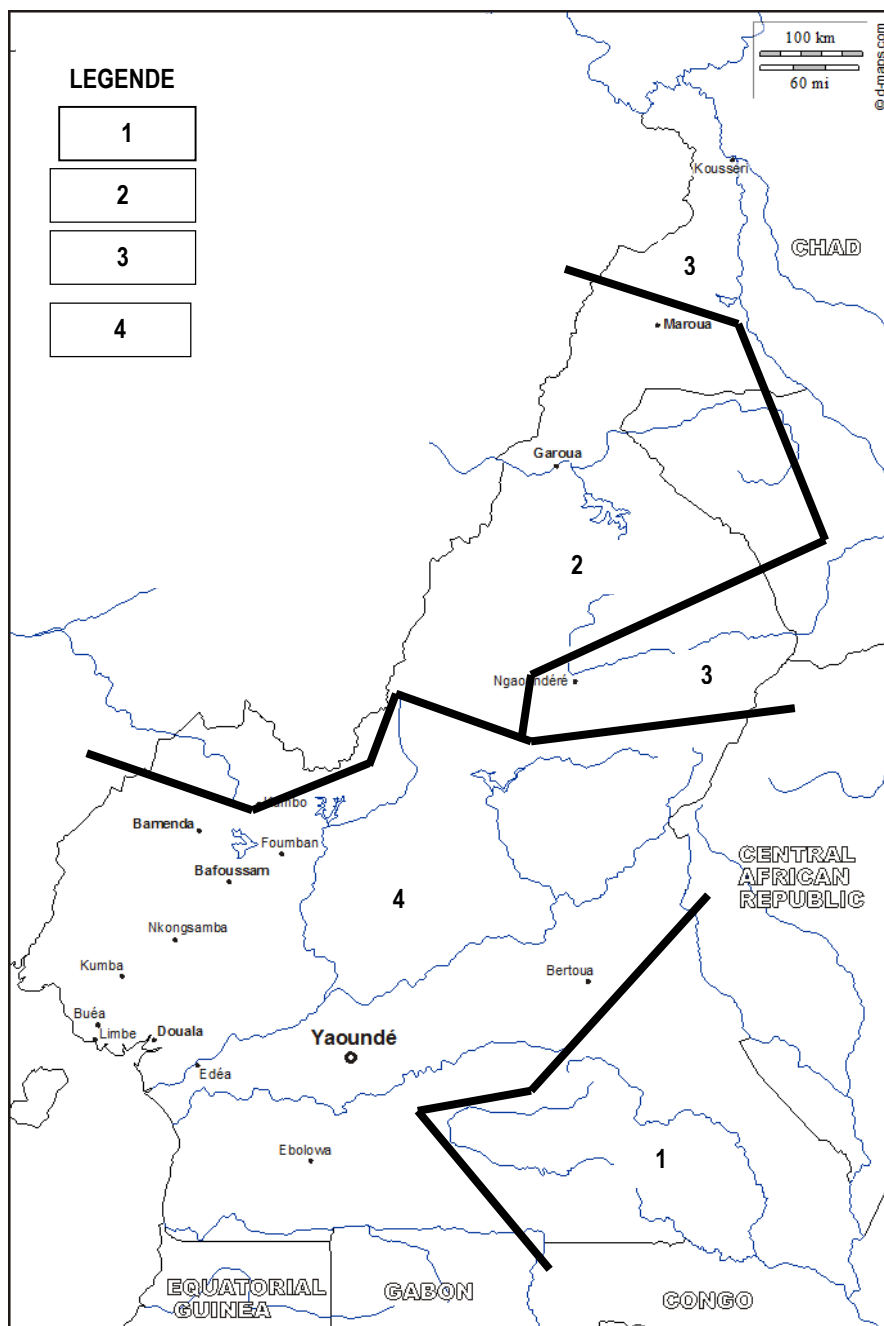 100 km
60 mi
© d-maps.com
LEGENDE
1
2
3
4
Kousséri
CHAD
3
Maroua
Garoua
2
Ngaoundéré
3
Kumbo
Bamenda
Foumban
Bafoussam
CENTRAL
AFRICAN
REPUBLIC
4
Nkongsamba
Kumba
Bertoua
Buéa
Limbe
Douala
Yaoundé
Edéa
Ebolowa
1
EQUATORIAL
GUINEA
GABON
CONGO